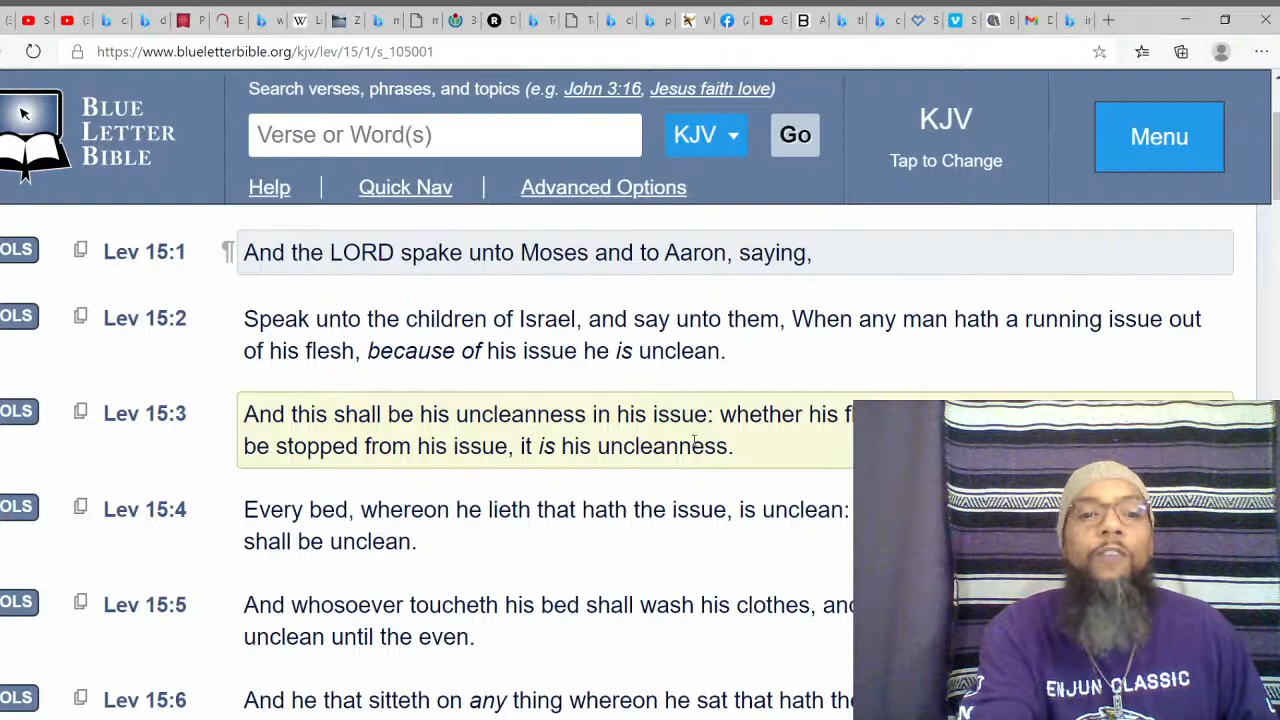 https://www.blueletterbible.org/kjv/lev/15/1/s_105001
BLUE
LETTER
BIBLE
Search verses, phrases, and topics (e.g. John 3:16, Jesus faith love)
Verse or Word(s)
KJV
Go
Help | Quick Nav | Advanced Options
KJV
Tap to Change
Menu
OLS Lev 15:1 ¶ And the LORD spake unto Moses and to Aaron, saying,
OLS Lev 15:2 Speak unto the children of Israel, and say unto them, When any man hath a running issue out
of his flesh, because of his issue he is unclean.
OLS Lev 15:3 And this shall be his uncleanness in his issue: whether his
be stopped from his issue, it is his uncleanness.
OLS Lev 15:4 Every bed, whereon he lieth that hath the issue, is unclean:
shall be unclean.
OLS Lev 15:5 And whosoever toucheth his bed shall wash his clothes,
unclean until the even.
OLS Lev 15:6 And he that sitteth on any thing whereon he sat that hath
ENJUN CLASSIC